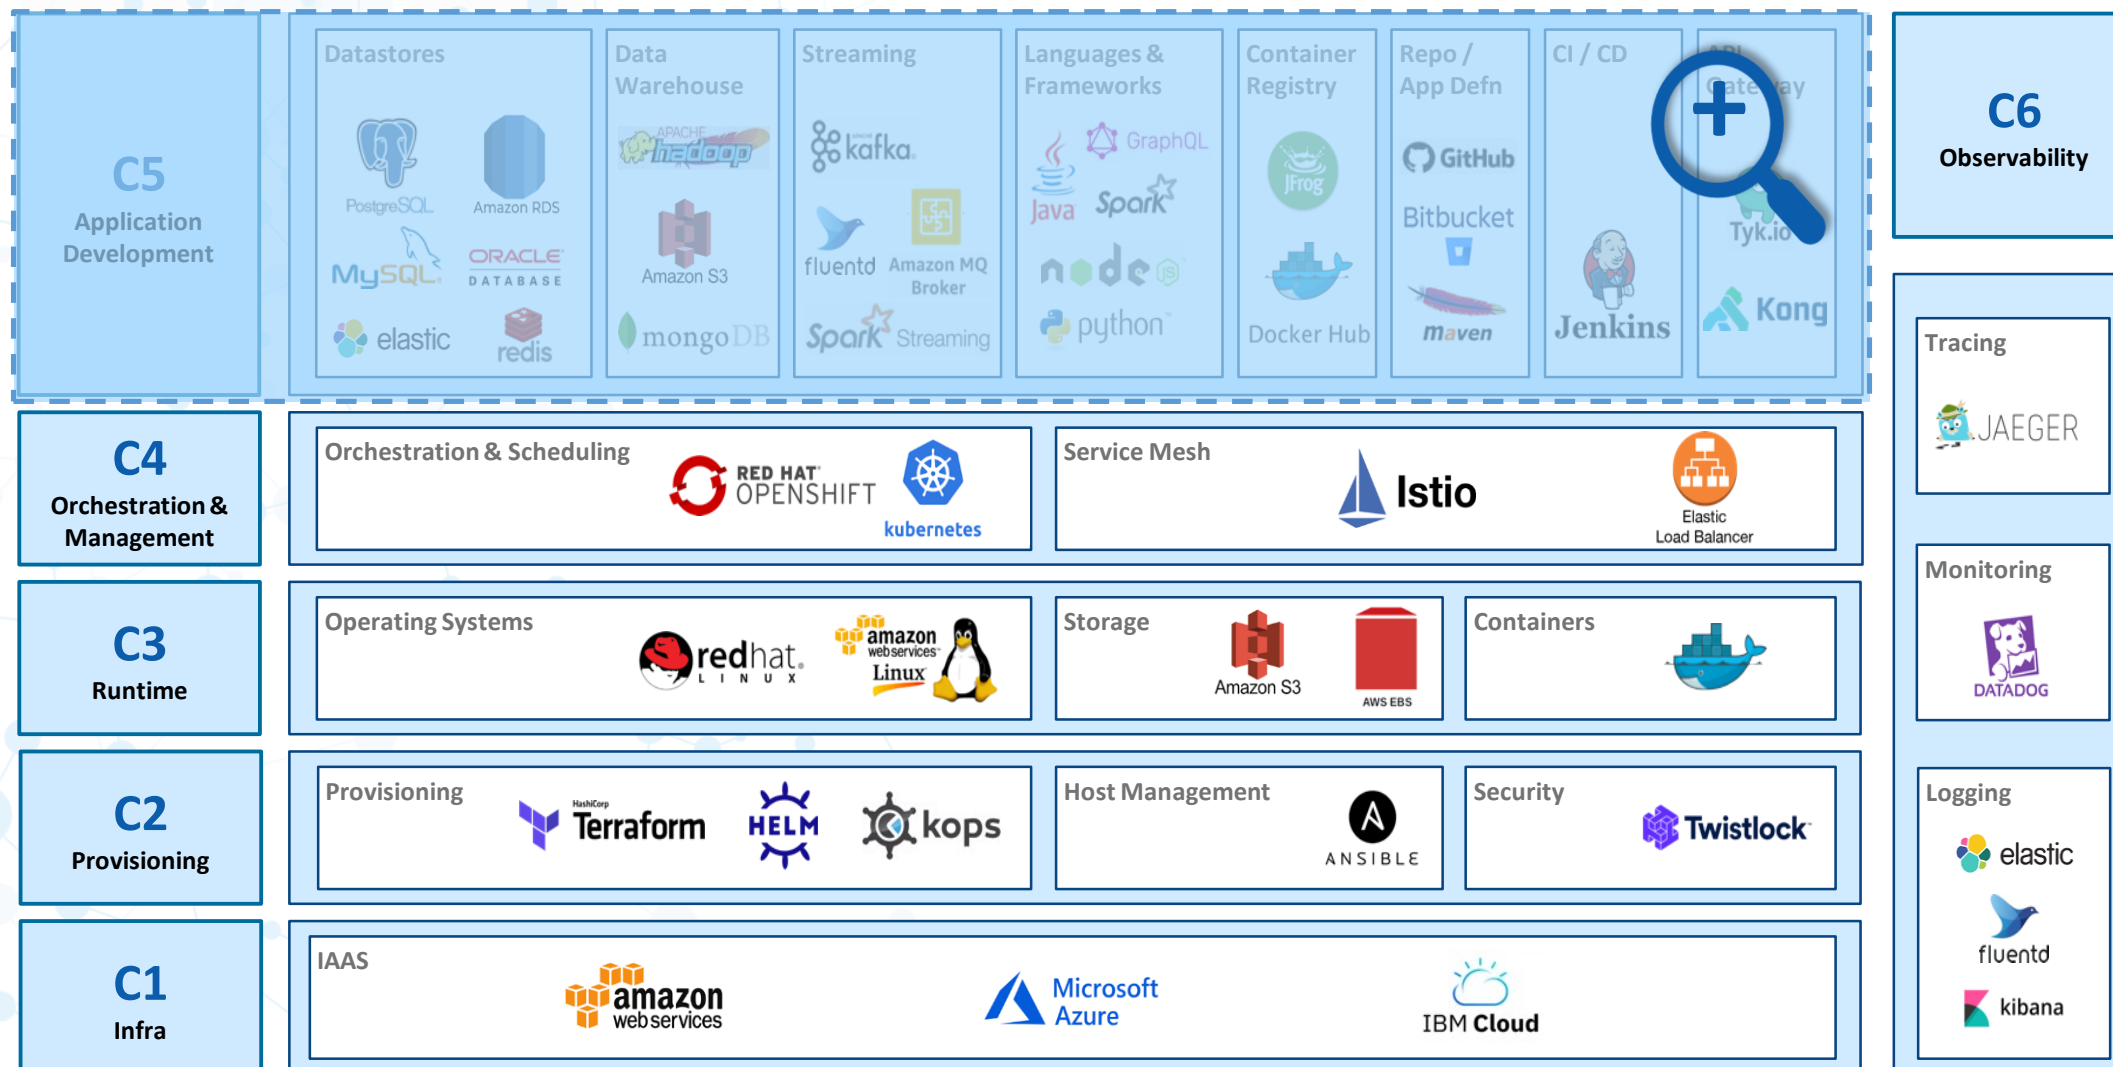 C5
Application
Development
Datastores
PostgreSQL
Amazon RDS
MySQL
ORACLE
DATABASE
elastic
redis
Data
Warehouse
APACHE
hadoop
Amazon S3
mongoDB
Streaming
APACHE
kafka
fluentd
Amazon MQ
Broker
Spark Streaming
Languages &
Frameworks
GraphQL
Java
Spark
node
JS
python
Container
Registry
JFrog
Docker Hub
Repo /
App Defn
GitHub
Bitbucket
maven
CI / CD
Jenkins
API
Gateway
Tyk.io
Kong
C6
Observability
C4
Orchestration &
Management
Orchestration & Scheduling
RED HAT
OPENSHIFT
kubernetes
Service Mesh
Istio
Elastic
Load Balancer
C3
Runtime
Operating Systems
redhat.
LINUX
amazon
webservices
Linux
Storage
Amazon S3
AWS EBS
Containers
C2
Provisioning
Provisioning
HashiCorp
Terraform
HELM
kops
Host Management
A
ANSIBLE
Security
Twistlock
C1
Infra
IAAS
amazon
webservices
Microsoft
Azure
IBM Cloud
Tracing
JAEGER
Monitoring
DATADOG
Logging
elastic
fluentd
kibana